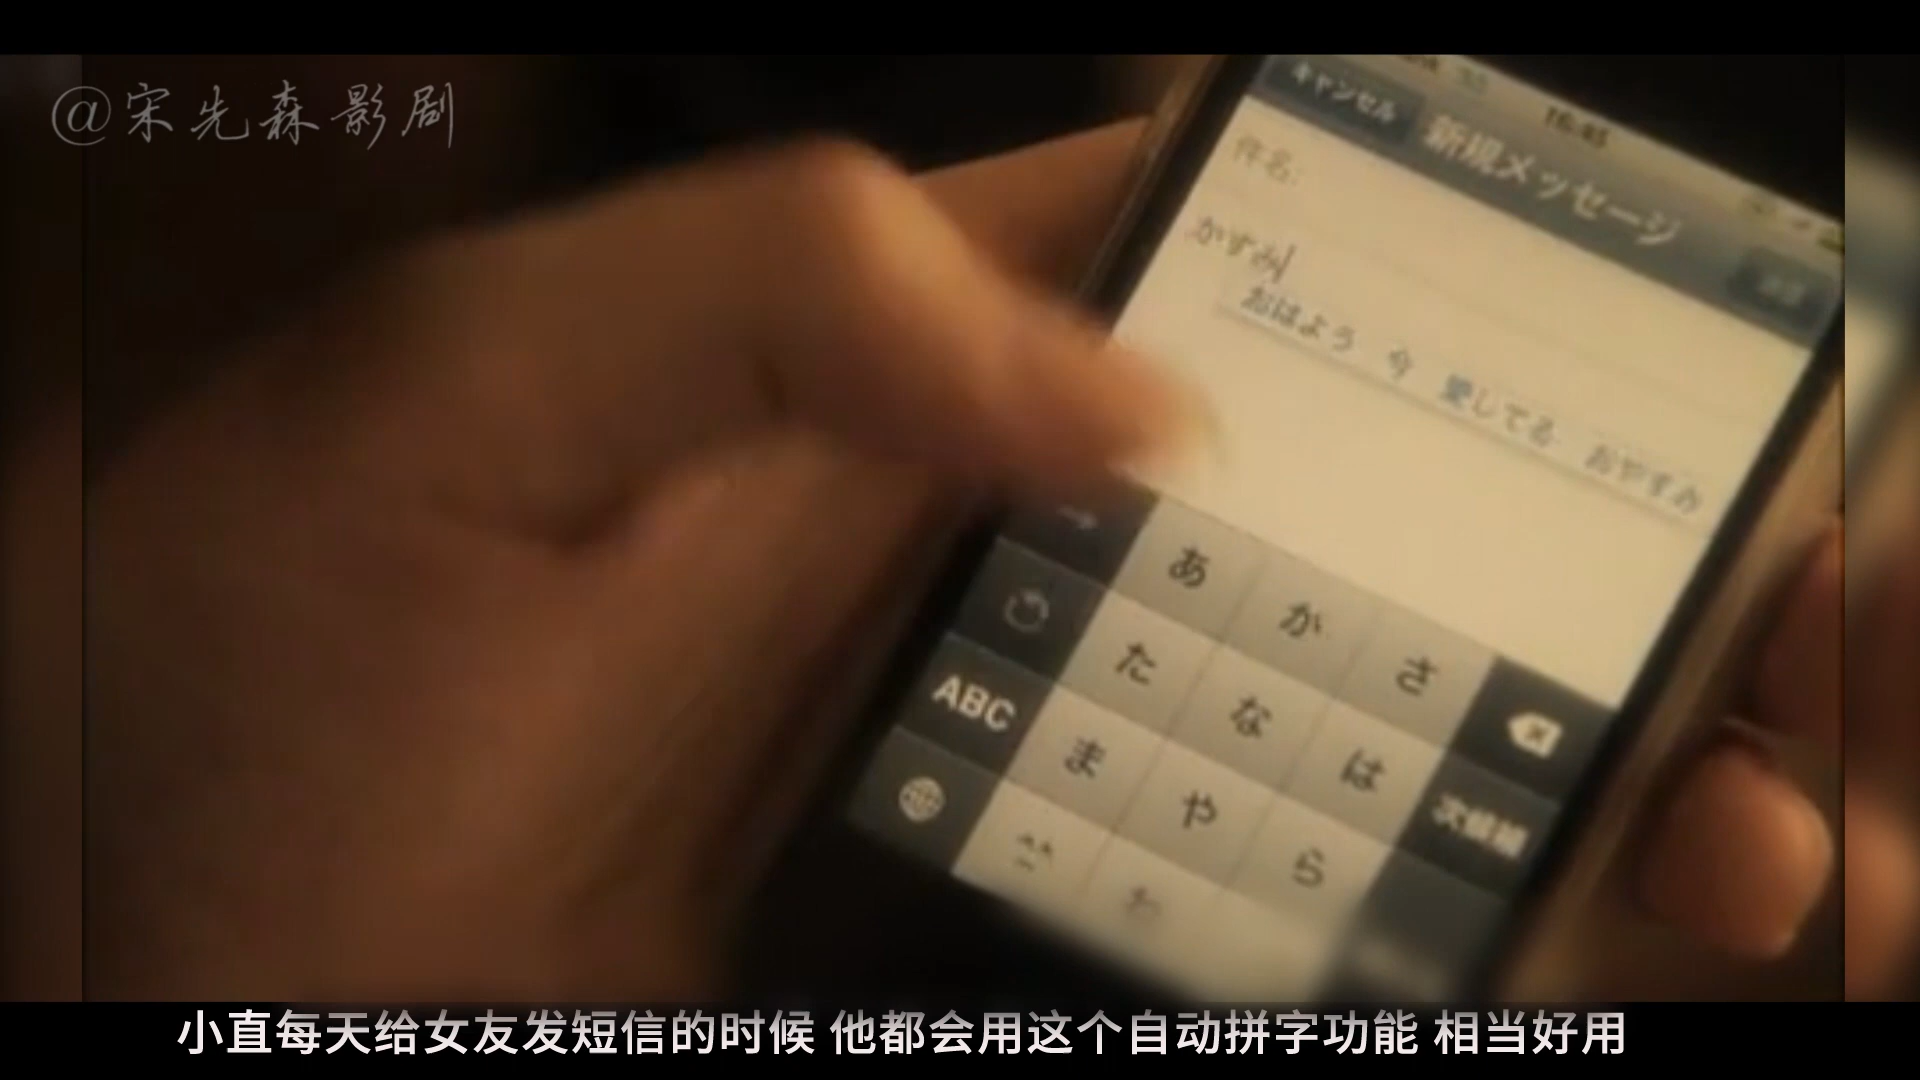 @宋先森影剧
キャンセル
新規メッセージ
件名:
かすみ
おはよう 今 愛してる おやすみ
→
あ か さ
た な は
ABC
ま や ら
次候補
^^
わ
小直每天给女友发短信的时候 他都会用这个自动拼字功能 相当好用